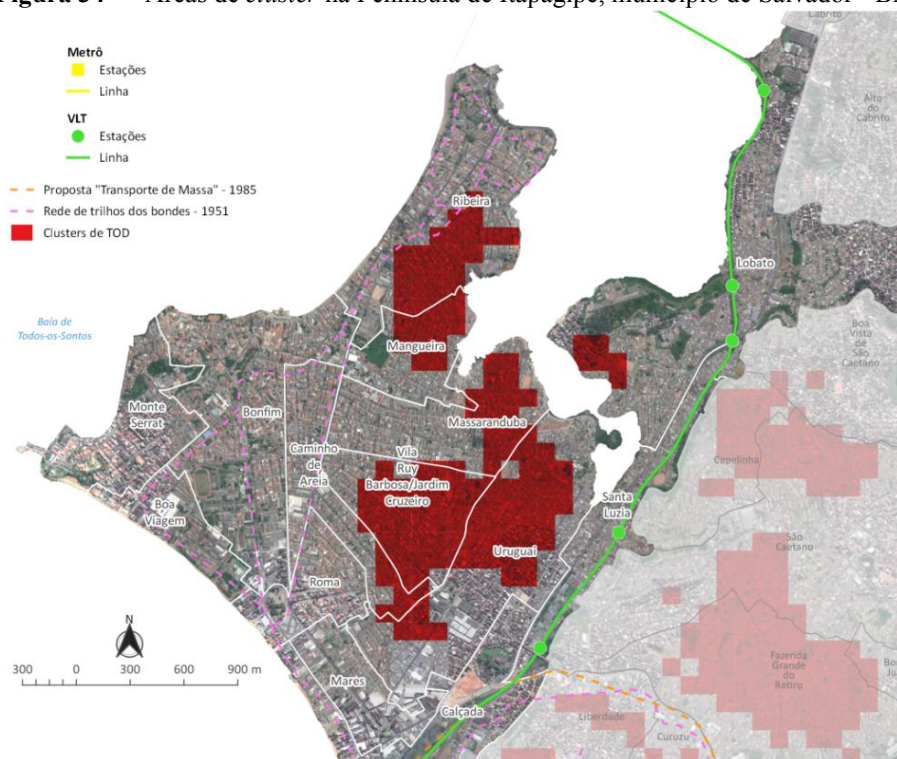 Áreas de cluster na Península de Itapagipe, município de Salvador - B
Metrô
Estações
Linha
VLT
Estações
Linha
Proposta "Transporte de Massa" - 1985
Rede de trilhos dos bondes - 1951
Clusters de TOD
Cabrito
Alto
do
Cabrito
Ribeira
Lobato
Baía de
Todos-os-Santos
Boa
Vista
de
São
Caetano
Mangueira
Monte
Serrat
Bonfim
Massaranduba
Caminho
de
Areia
Vila
Ruy
Barbosa/Jardim
Cruzeiro
Capelinha
Boa
Viagem
Santa
Luzia
São
Caetano
Uruguai
Roma
N
300 0 300 600 900 m
Mares
Fazenda
Grande
do
Retiro
Calçada
Liberdade
Curuzu